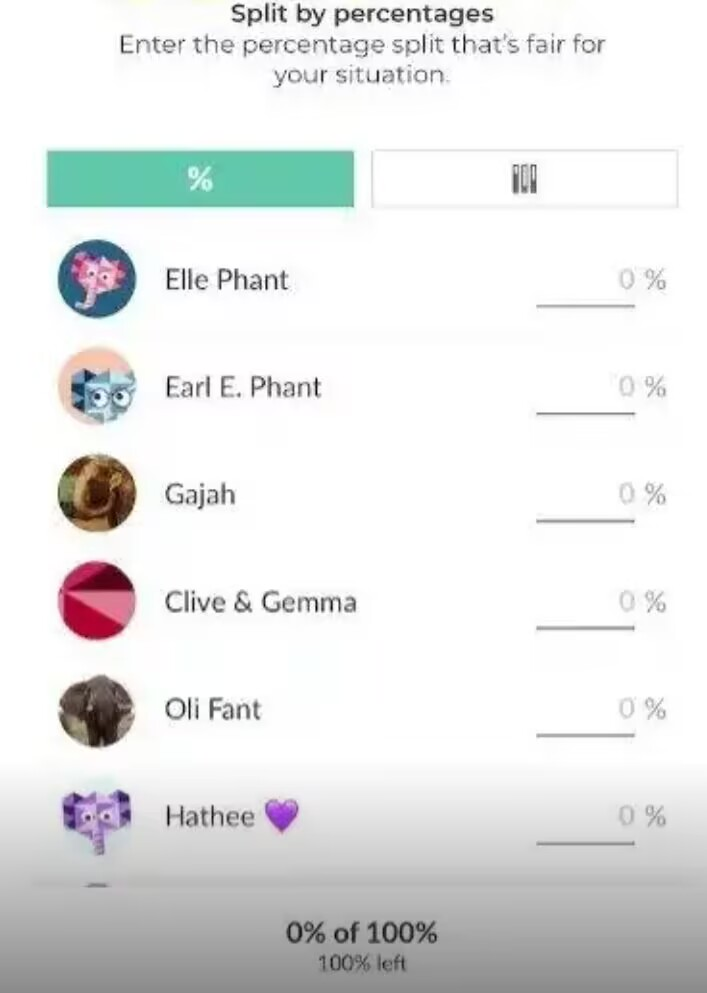 Split by percentages
Enter the percentage split that's fair for
your situation.
%
Elle Phant 0 %
Earl E. Phant 0 %
Gajah 0 %
Clive & Gemma 0 %
Oli Fant 0 %
Hathee 💜 0 %
0% of 100%
100% left